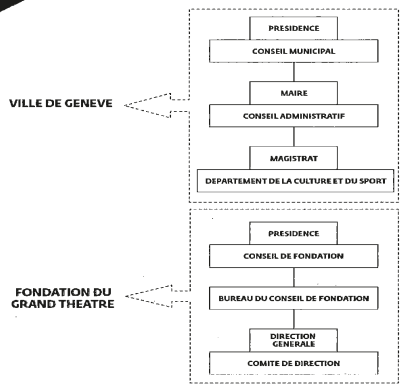 PRESIDENCE
CONSEIL MUNICIPAL
MAIRE
VILLE DE GENEVE
CONSEIL ADMINISTRATIF
MAGISTRAT
DEPARTEMENT DE LA CULTURE ET DU SPORT
PRESIDENCE
CONSEIL DE FONDATION
FONDATION DU
GRAND THEATRE
BUREAU DU CONSEIL DE FONDATION
DIRECTION
GENERALE
COMITE DE DIRECTION